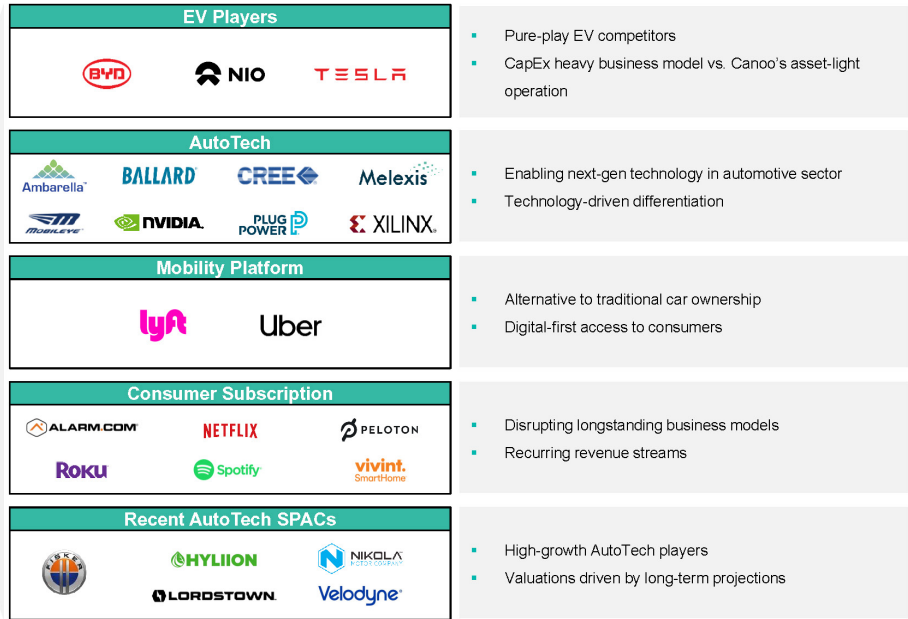 EV Players
BYD
NIO
TESLA
Pure-play EV competitors
CapEx heavy business model vs. Canoo's asset-light
operation
AutoTech
Ambarella™
BALLARD
CREE
Melexis
MOBILEYE™
NVIDIA.
PLUG
POWER
XILINX®
Enabling next-gen technology in automotive sector
Technology-driven differentiation
Mobility Platform
lyft
Uber
Alternative to traditional car ownership
Digital-first access to consumers
Consumer Subscription
ALARM.COM
NETFLIX
PELOTON
ROKU
Spotify
vivint.
SmartHome
Disrupting longstanding business models
Recurring revenue streams
Recent AutoTech SPACs
FISKER
HYLIION
NIKOLA
MOTOR COMPANY
LORDSTOWN
Velodyne
High-growth AutoTech players
Valuations driven by long-term projections